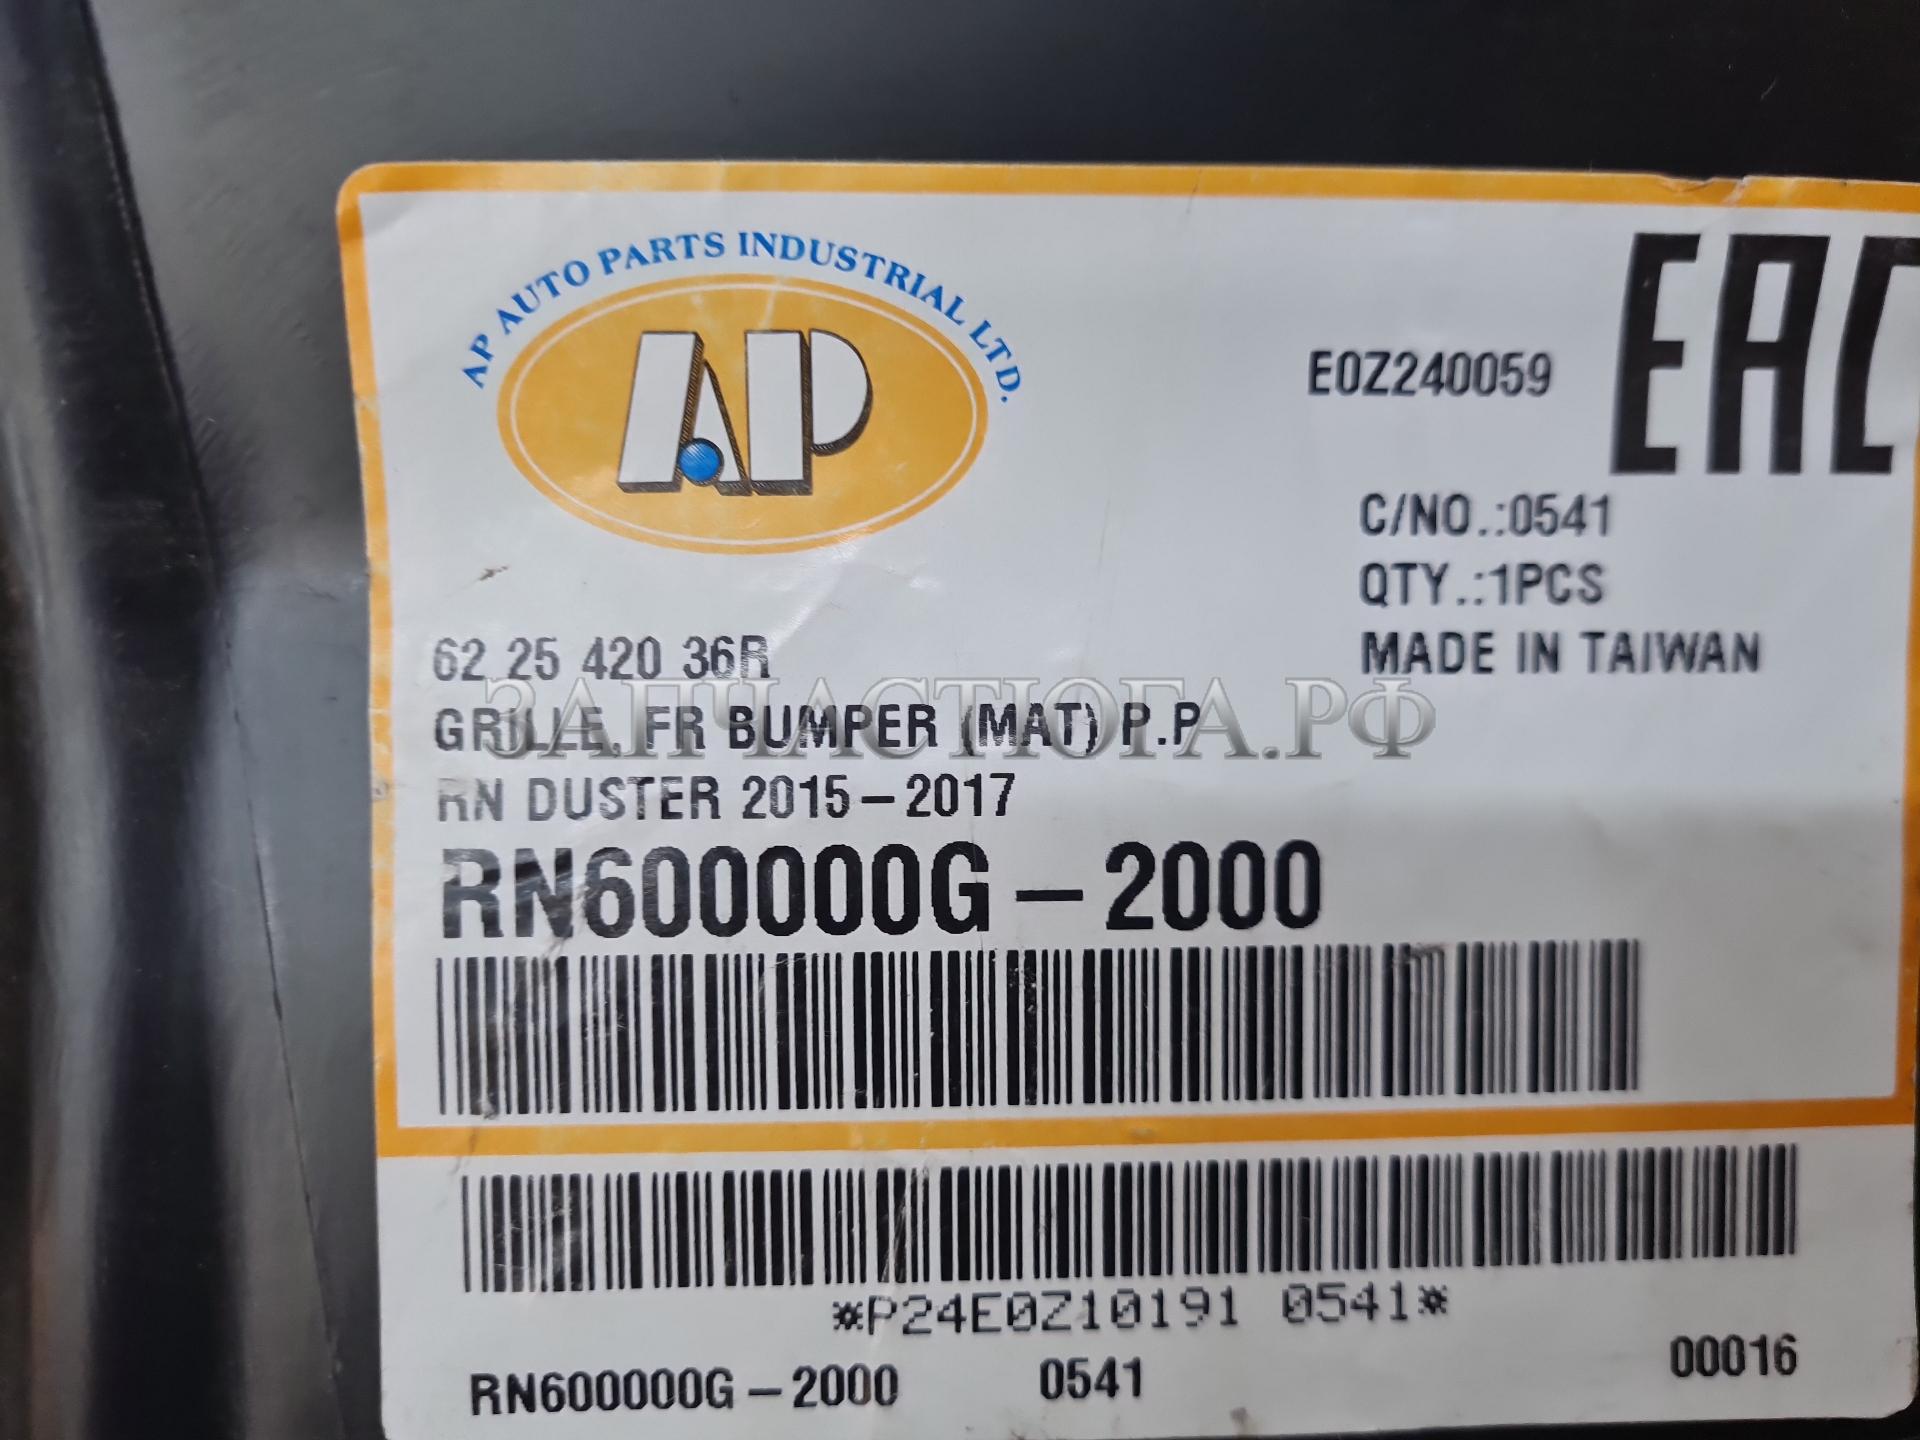 AP AUTO PARTS INDUSTRIAL LTD.
AP
E0Z240059
EAC
C/NO.:0541
QTY.:1PCS
MADE IN TAIWAN
62 25 420 36R
ЗАПЧАСТЮГА.РФ
GRILLE, FR BUMPER (MAT) P.P
RN DUSTER 2015-2017
RN600000G-2000
*P24E0Z10191 0541*
RN600000G-2000 0541 00016